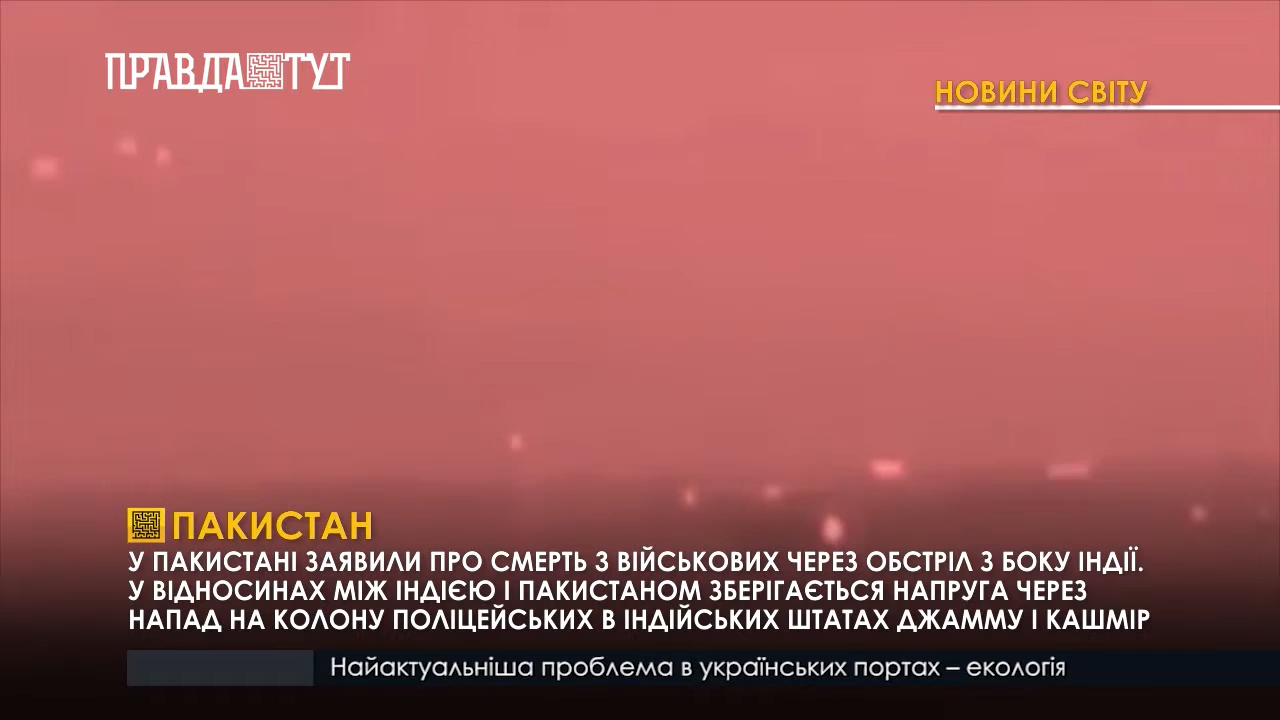 ПРАВДА ТУТ
НОВИНИ СВІТУ
ПАКИСТАН
У ПАКИСТАНІ ЗАЯВИЛИ ПРО СМЕРТЬ 3 ВІЙСЬКОВИХ ЧЕРЕЗ ОБСТРІЛ З БОКУ ІНДІЇ.
У ВІДНОСИНАХ МІЖ ІНДІЄЮ І ПАКИСТАНОМ ЗБЕРІГАЄТЬСЯ НАПРУГА ЧЕРЕЗ
НАПАД НА КОЛОНУ ПОЛІЦЕЙСЬКИХ В ІНДІЙСЬКИХ ШТАТАХ ДЖАММУ І КАШМІР
Найактуальніша проблема в українських портах – екологія